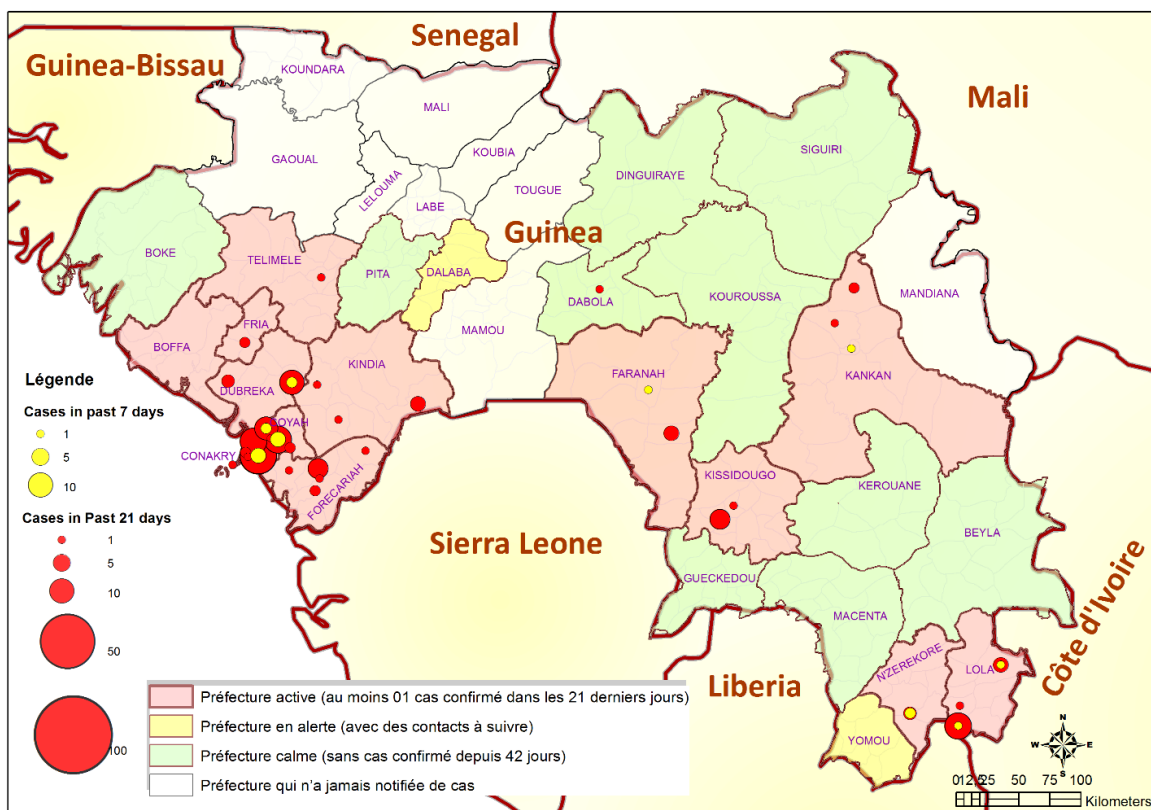 Senegal
Guinea-Bissau
KOUNDARA
Mali
MALI
KOUBIA
SIGUIRI
GAOUAL
LELOUMA
TOUGUE
DINGUIRAYE
LABE
Guinea
BOKE
TELIMELE
PITA
DALABA
DABOLA
KOUROUSSA
MANDIANA
FRIA
MAMOU
BOFFA
KINDIA
FARANAH
KANKAN
DUBREKA
COYAH
CONAKRY
FORECARIAH
KISSIDOUGO
KEROUANE
BEYLA
Sierra Leone
GUECKEDOU
MACENTA
Côte d'Ivoire
N'ZEREKORE
LOLA
Liberia
YOMOU
Légende
Cases in past 7 days
1
5
10
Cases in Past 21 days
1
5
10
50
100
Préfecture active (au moins 01 cas confirmé dans les 21 derniers jours)
Préfecture en alerte (avec des contacts à suivre)
Préfecture calme (sans cas confirmé depuis 42 jours)
Préfecture qui n'a jamais notifiée de cas
N
W E
S
50 75 100
Kilometers